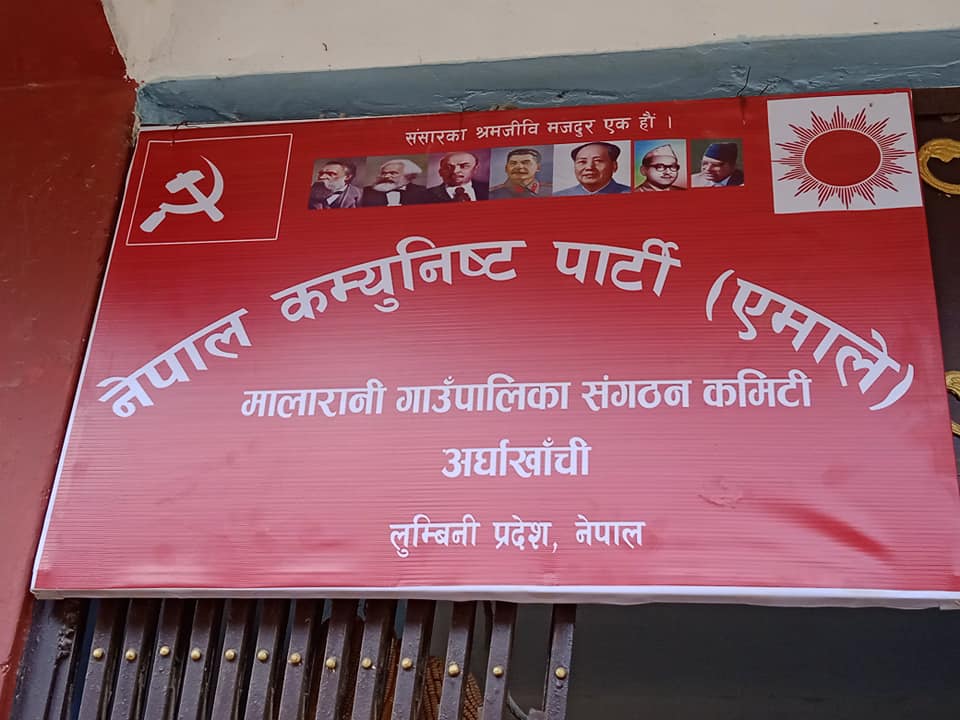 संसारका श्रमजीवि मजदुर एक हौं ।
नेपाल कम्युनिष्ट पार्टी (एमाले)
मालारानी गाउँपालिका संगठन कमिटी
अर्घाखाँची
लुम्बिनी प्रदेश, नेपाल